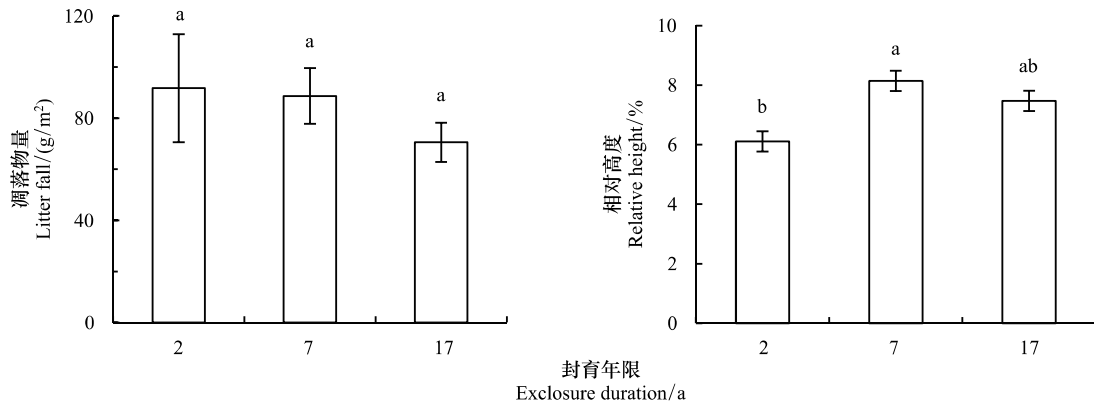 凋落物量
Litter fall/(g/m²)
120
80
40
0
a
a
a
2
7
17
相对高度
Relative height/%
10
8
6
4
2
0
b
a
ab
2
7
17
封育年限
Exclosure duration/a